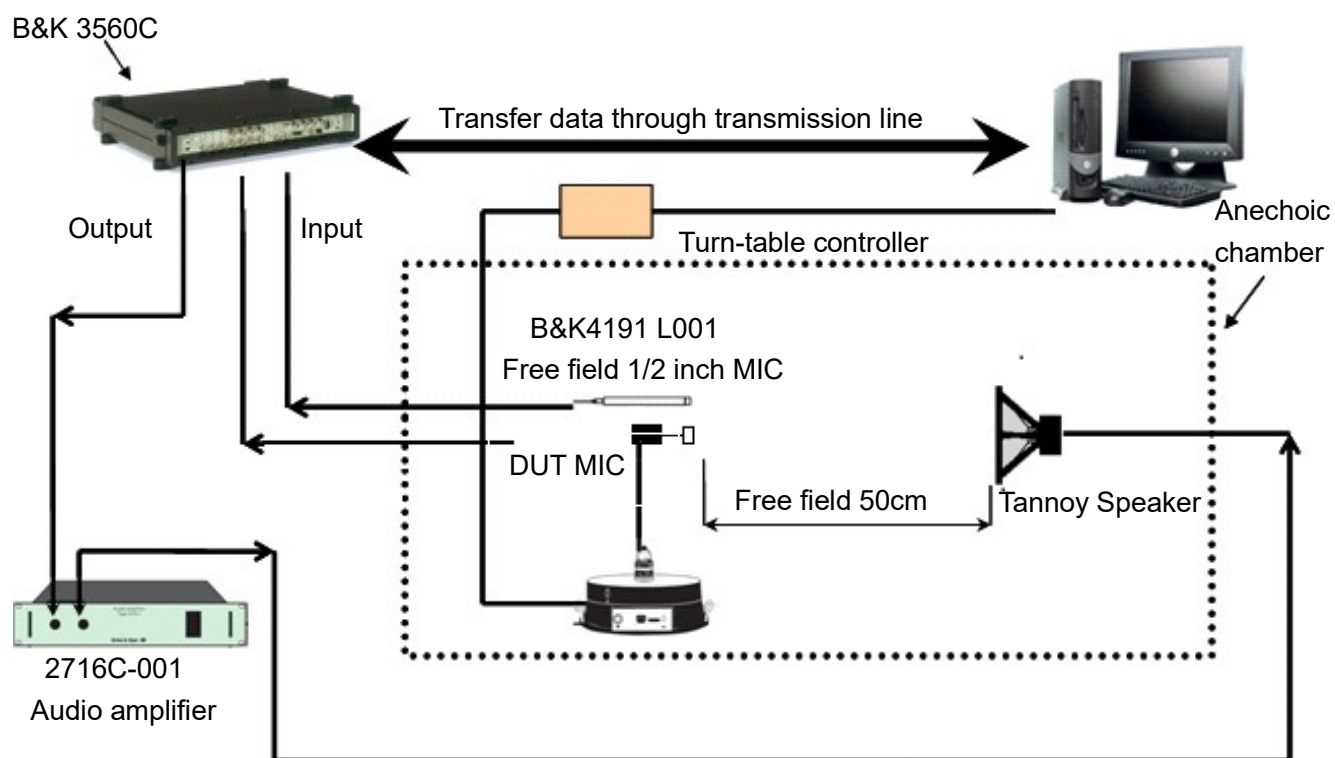 B&K 3560C
Transfer data through transmission line
Output
Input
Turn-table controller
Anechoic
chamber
B&K4191 L001
Free field 1/2 inch MIC
DUT MIC
Free field 50cm
Tannoy Speaker
2716C-001
Audio amplifier